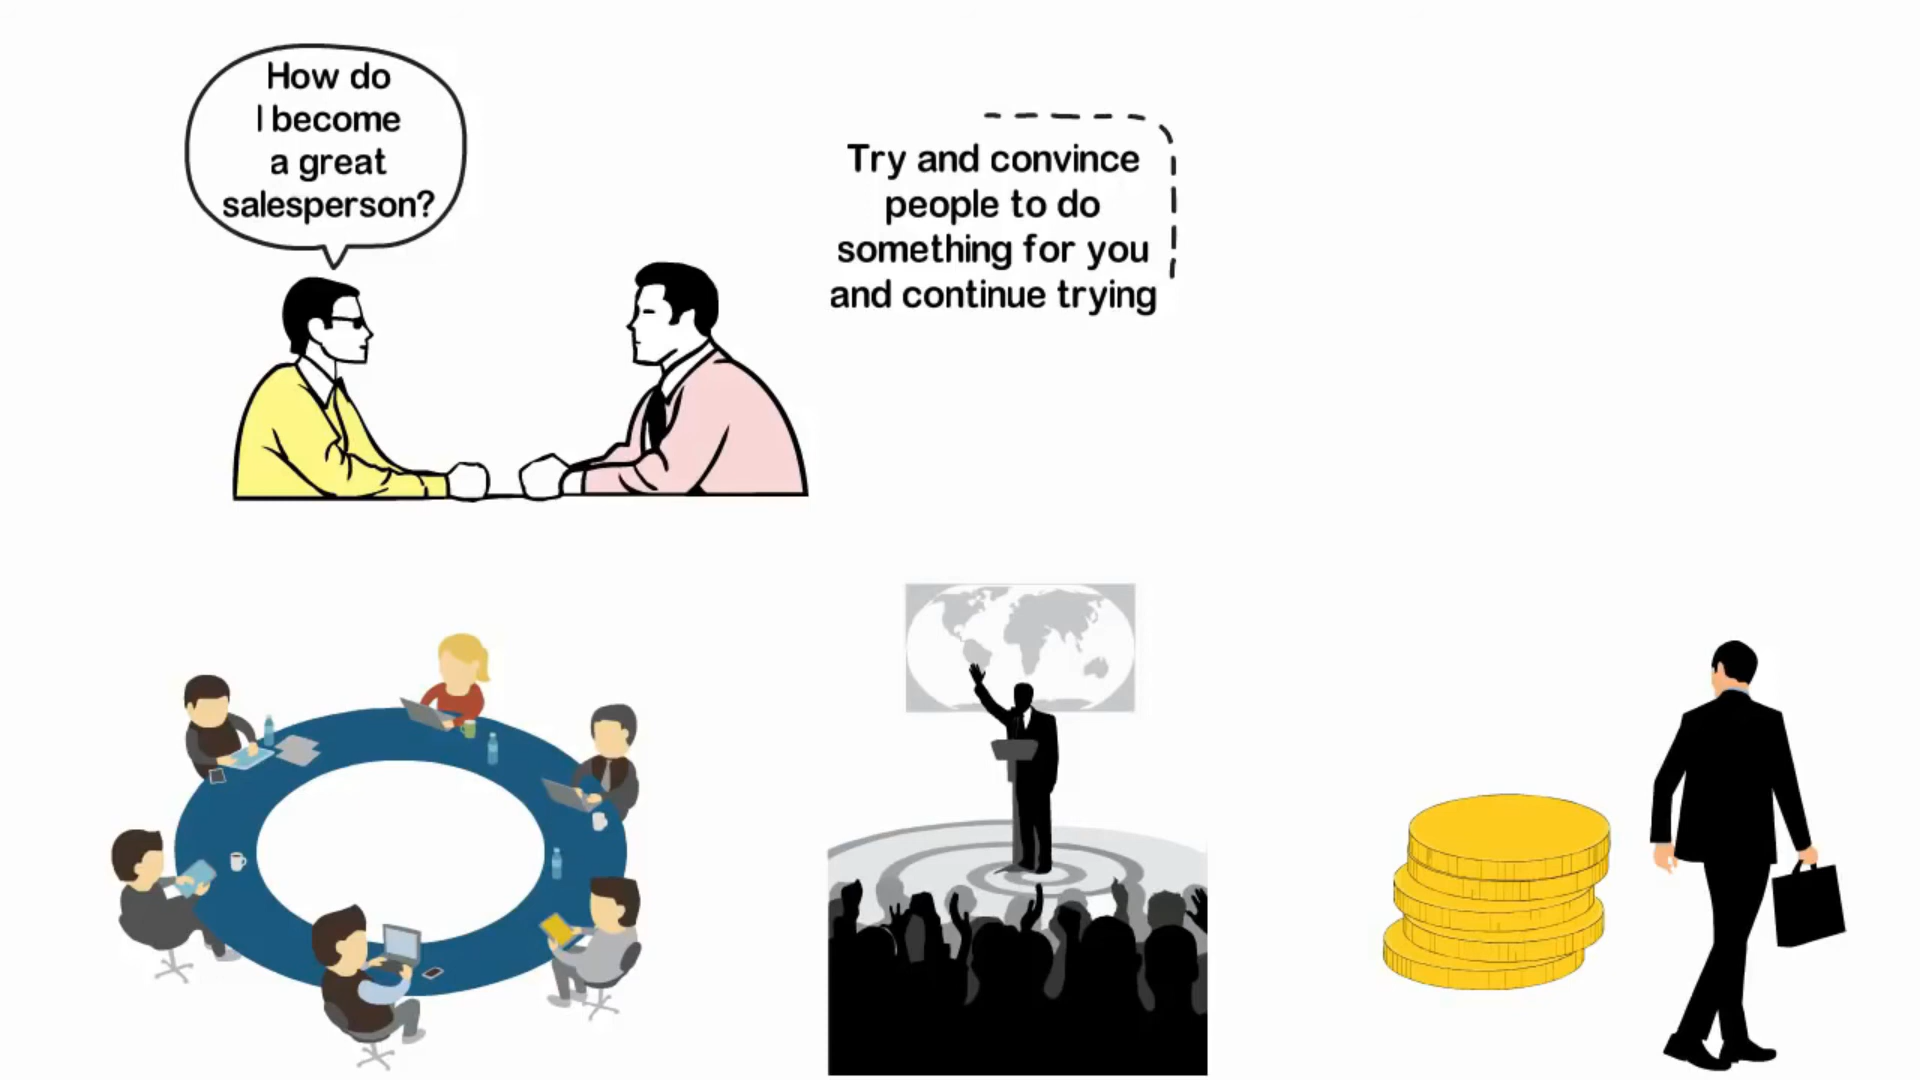 How do
I become
a great
salesperson?
Try and convince
people to do
something for you
and continue trying